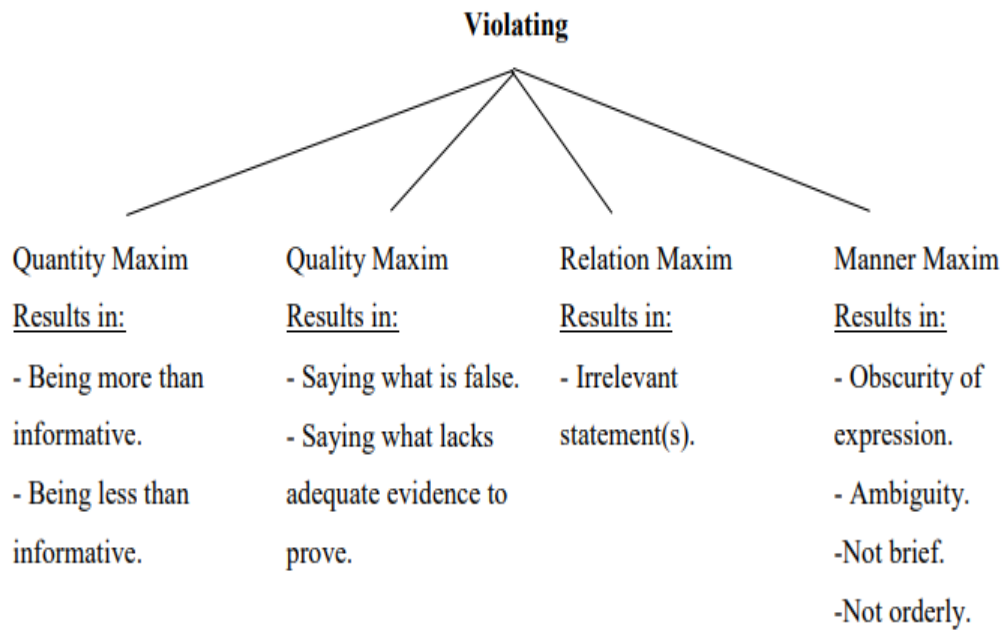 Violating
Quantity Maxim
Results in:
- Being more than
informative.
- Being less than
informative.
Quality Maxim
Results in:
- Saying what is false.
- Saying what lacks
adequate evidence to
prove.
Relation Maxim
Results in:
- Irrelevant
statement(s).
Manner Maxim
Results in:
- Obscurity of
expression.
- Ambiguity.
-Not brief.
-Not orderly.